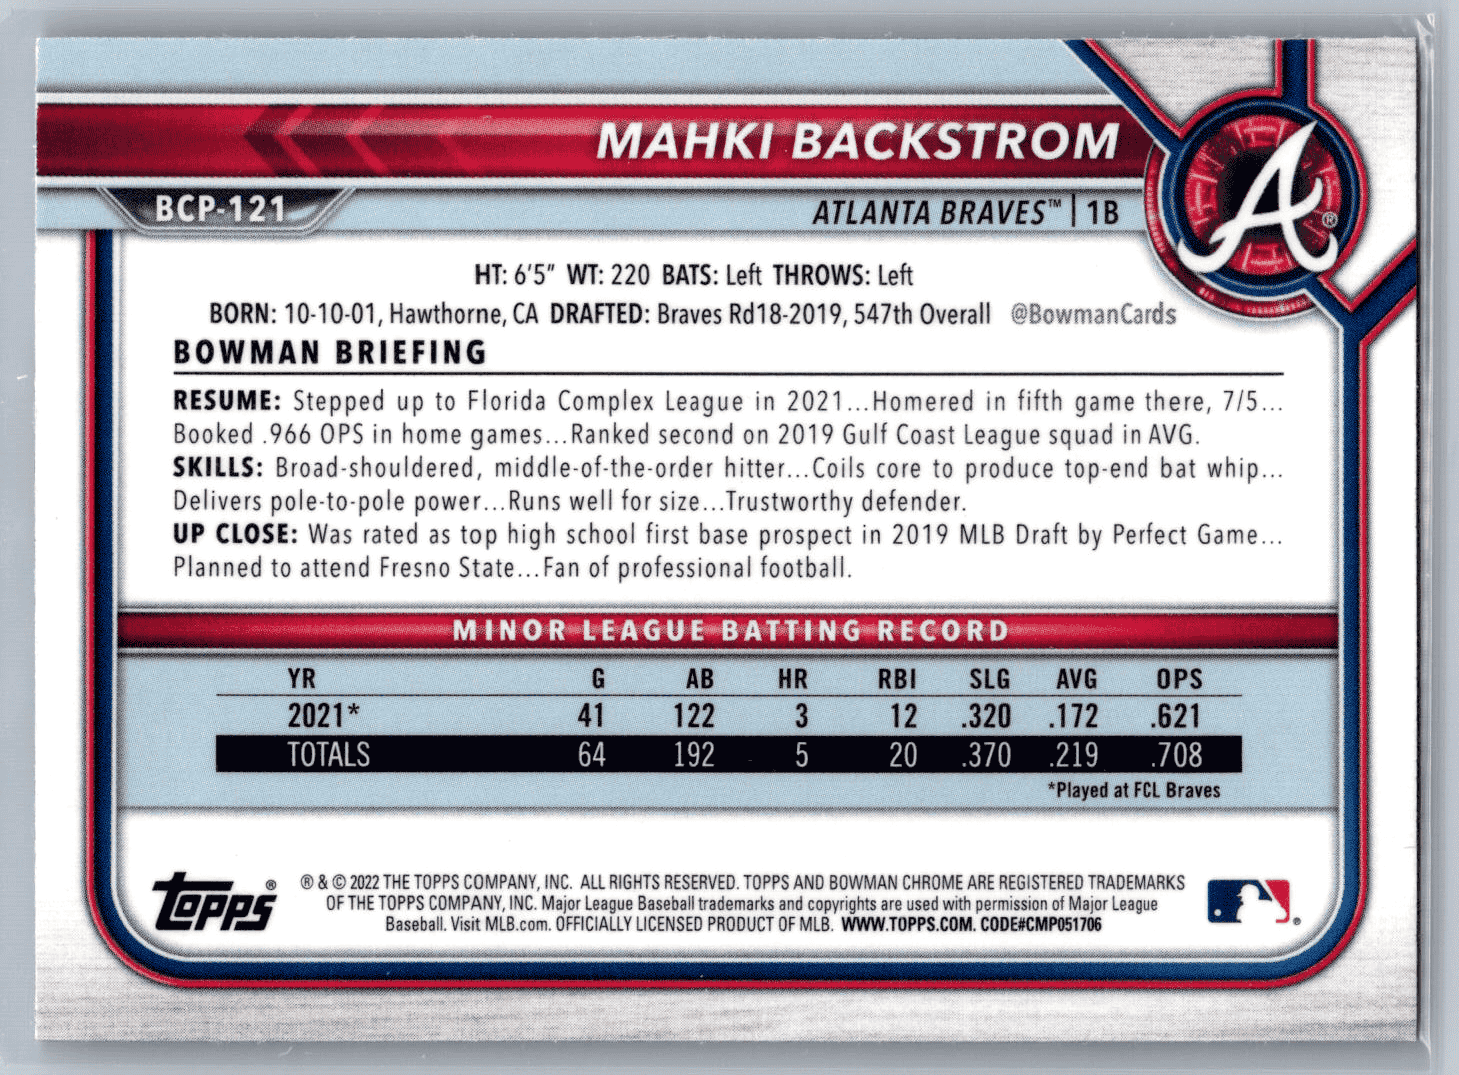 MAHKI BACKSTROM
BCP-121
ATLANTA BRAVES™ | 1B
A®
HT: 6'5" WT: 220 BATS: Left THROWS: Left
BORN: 10-10-01, Hawthorne, CA DRAFTED: Braves Rd18-2019, 547th Overall @BowmanCards
BOWMAN BRIEFING
RESUME: Stepped up to Florida Complex League in 2021...Homered in fifth game there, 7/5...
Booked .966 OPS in home games...Ranked second on 2019 Gulf Coast League squad in AVG.
SKILLS: Broad-shouldered, middle-of-the-order hitter...Coils core to produce top-end bat whip...
Delivers pole-to-pole power...Runs well for size...Trustworthy defender.
UP CLOSE: Was rated as top high school first base prospect in 2019 MLB Draft by Perfect Game...
Planned to attend Fresno State...Fan of professional football.
MINOR LEAGUE BATTING RECORD
YR G AB HR RBI SLG AVG OPS
2021* 41 122 3 12 .320 .172 .621
TOTALS 64 192 5 20 .370 .219 .708
*Played at FCL Braves
topps®
® & © 2022 THE TOPPS COMPANY, INC. ALL RIGHTS RESERVED. TOPPS AND BOWMAN CHROME ARE REGISTERED TRADEMARKS
OF THE TOPPS COMPANY, INC. Major League Baseball trademarks and copyrights are used with permission of Major League
Baseball. Visit MLB.com. OFFICIALLY LICENSED PRODUCT OF MLB. WWW.TOPPS.COM. CODE#CMP051706
®